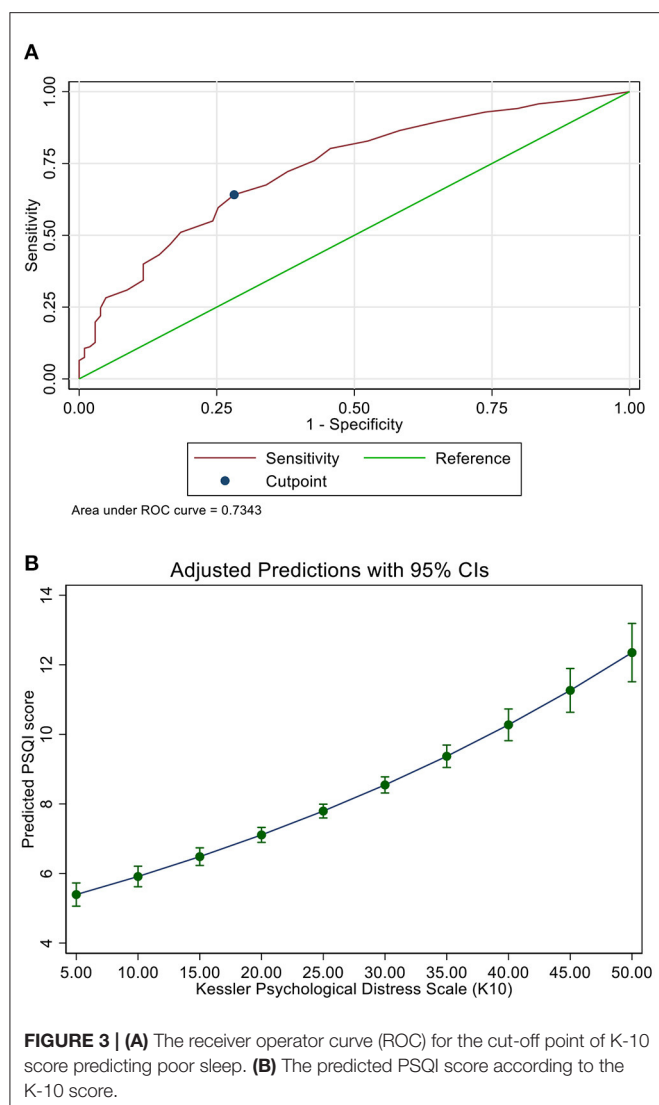 A
1.00
0.75
0.50
0.25
0.00
Sensitivity
0.00 0.25 0.50 0.75 1.00
1 - Specificity
Sensitivity Reference
Cutpoint
Area under ROC curve = 0.7343
B
Adjusted Predictions with 95% CIs
14
12
10
8
6
4
Predicted PSQI score
5.00 10.00 15.00 20.00 25.00 30.00 35.00 40.00 45.00 50.00
Kessler Psychological Distress Scale (K10)
FIGURE 3 | (A) The receiver operator curve (ROC) for the cut-off point of K-10
score predicting poor sleep. (B) The predicted PSQI score according to the
K-10 score.